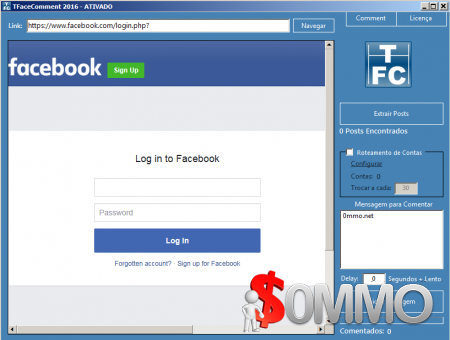 TFaceComment 2016 - ATIVADO
Link: https://www.facebook.com/login.php? Navegar
Comment Licença
facebook Sign Up
TFC
Extrair Posts
0 Posts Encontrados
Roteamento de Contas
Configurar
Contas: 0
Trocar a cada: 30
Log in to Facebook
Password
Log In
Forgotten account? · Sign up for Facebook
Mensagem para Comentar
0mmo.net
Delay: 0 Segundos + Lento
$0MMO
Comentados: 0